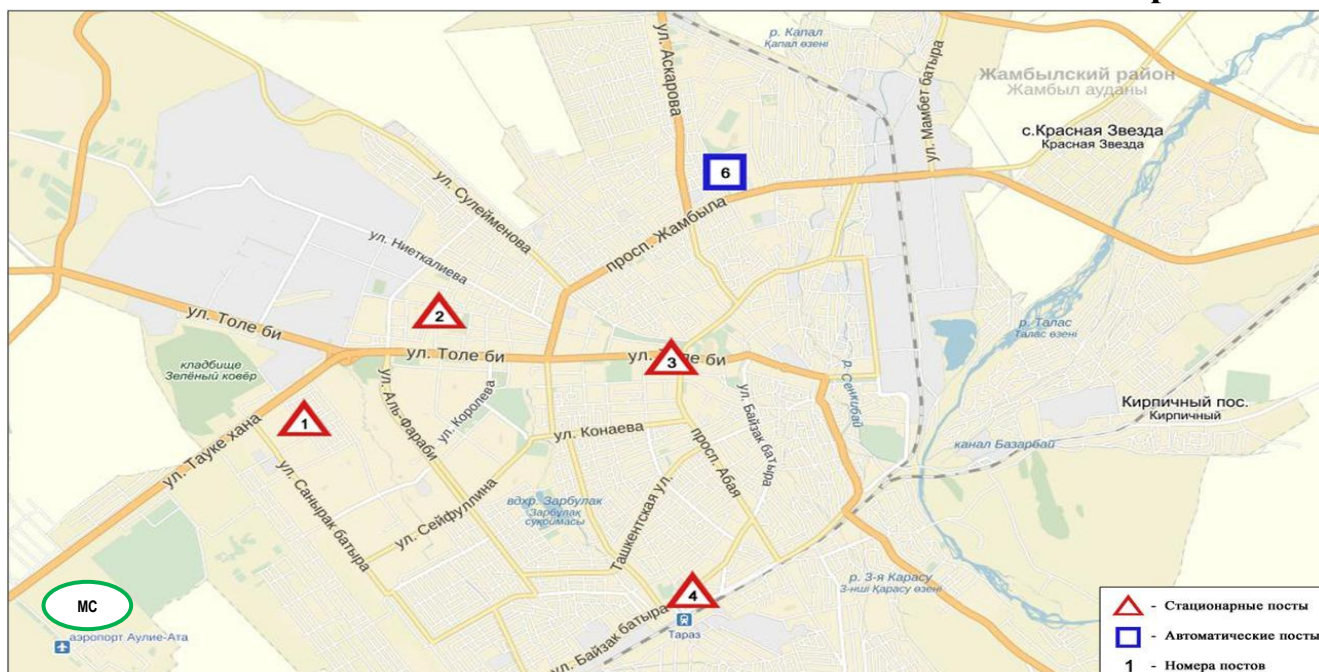 р
ул. Аскарова
р. Капал
Қапал өзені
ул. Мамбет батыра
Жамбылский район
Жамбыл ауданы
с.Красная Звезда
Красная Звезда
6
ул. Сулейменова
просп. Жамбыла
ул. Ниеткалиева
ул. Толе би
2
ул. Толе би
ул. Толе би
3
р. Талас
Талас өзені
р. Сенкибай
кладбище
Зелёный ковёр
1
ул. Тауке хана
ул. Аль-Фараби
ул. Королева
ул. Байзак батыра
Кирпичный пос.
Кирпичный
ул. Конаева
просп. Абая
канал Базарбай
ул. Санырак батыра
ул. Сейфуллина
вдхр. Зарбулак
Зарбулақ
суқоймасы
Ташкентская ул.
4
Тараз
ул. Байзак батыра
р. 3-я Карасу
3-нші Қарасу өзені
МС
аэропорт Аулие-Ата
- Стационарные посты
- Автоматические посты
1 - Номера постов